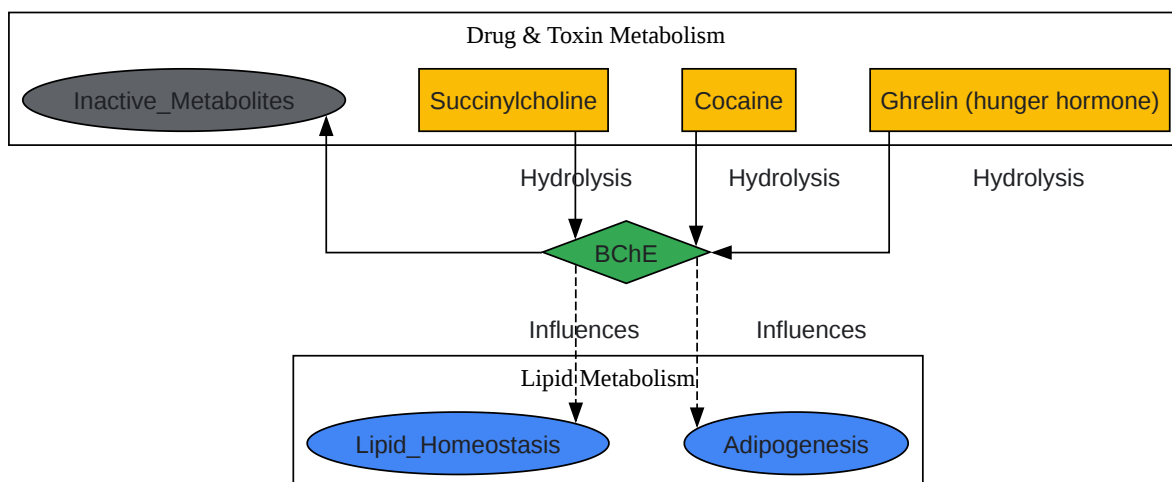 Drug & Toxin Metabolism
Inactive_Metabolites
Succinylcholine
Cocaine
Ghrelin (hunger hormone)
Hydrolysis
Hydrolysis
Hydrolysis
BChE
Influences
Influences
Lipid Metabolism
Lipid_Homeostasis
Adipogenesis